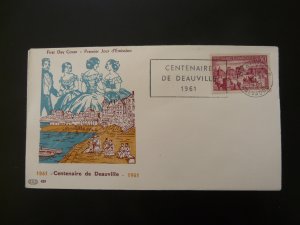 First Day Cover - Premier Jour d'Emission
CENTENAIRE
DE DEAUVILLE
1961
1861 - Centenaire de Deauville - 1961